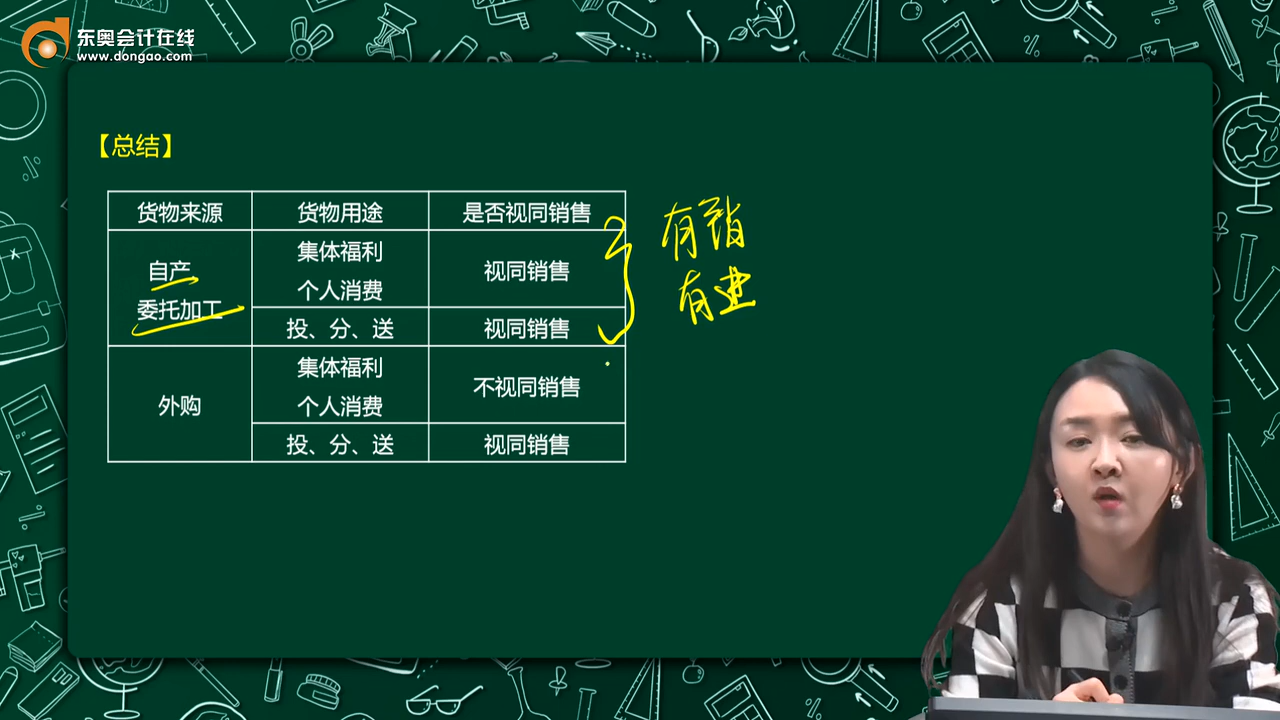 东奥会计在线
www.dongao.com
【总结】
货物来源 货物用途 是否视同销售
自产
委托加工
集体福利
个人消费
视同销售
投、分、送 视同销售
外购
集体福利
个人消费
不视同销售
投、分、送 视同销售
有销
有进